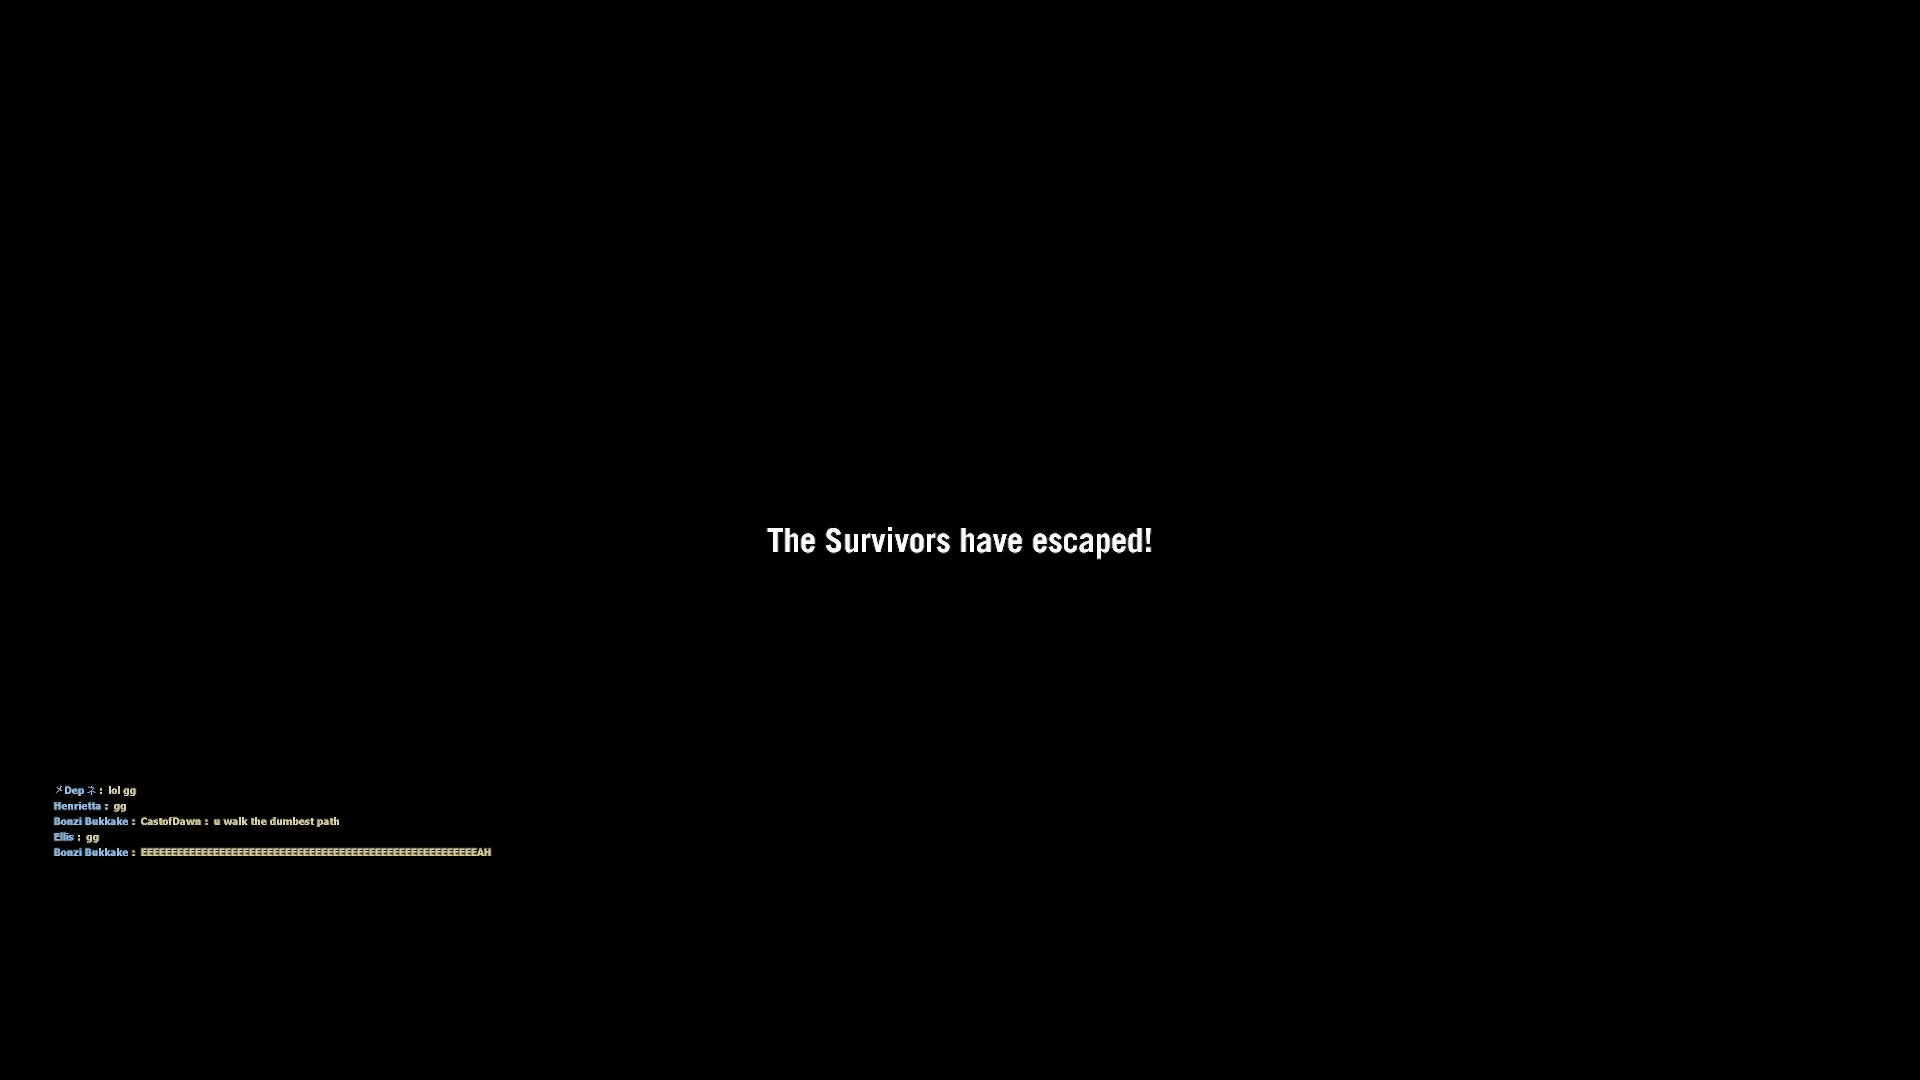 The Survivors have escaped!
メDep ネ : lol gg
Henrietta : gg
Bonzi Bukkake : CastofDawn : u walk the dumbest path
Ellis : gg
Bonzi Bukkake : EEEEEEEEEEEEEEEEEEEEEEEEEEEEEEEEEEEEEEEEEEEEEEEEEEEEEEEEAH